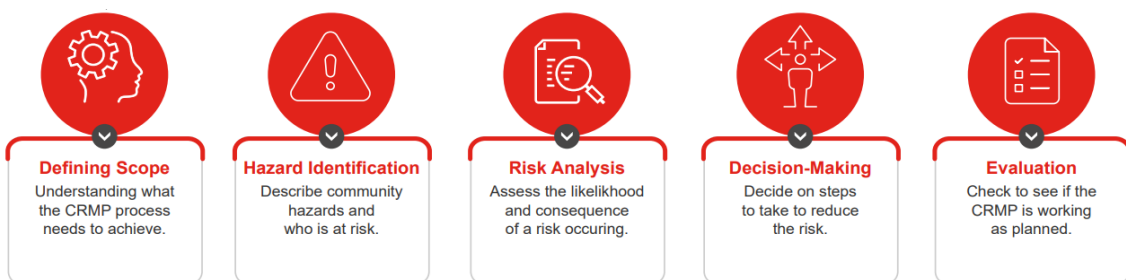 Defining Scope
Understanding what
the CRMP process
needs to achieve.
Hazard Identification
Describe community
hazards and
who is at risk.
Risk Analysis
Assess the likelikhood
and consequence
of a risk occuring.
Decision-Making
Decide on steps
to take to reduce
the risk.
Evaluation
Check to see if the
CRMP is working
as planned.